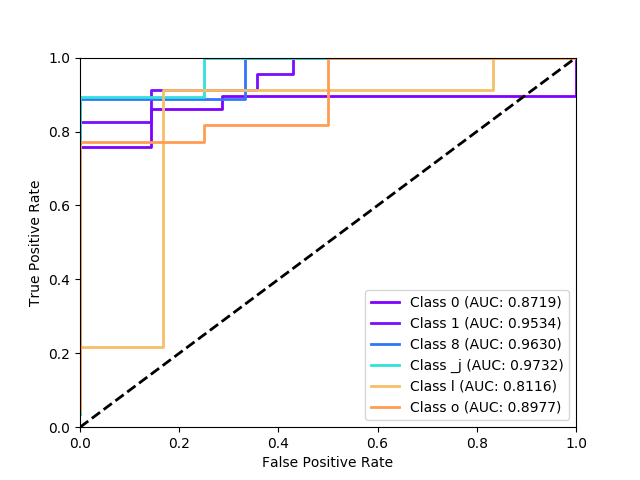 1.0
0.8
0.6
0.4
0.2
0.0
True Positive Rate
0.0 0.2 0.4 0.6 0.8 1.0
False Positive Rate
Class 0 (AUC: 0.8719)
Class 1 (AUC: 0.9534)
Class 8 (AUC: 0.9630)
Class _j (AUC: 0.9732)
Class l (AUC: 0.8116)
Class o (AUC: 0.8977)